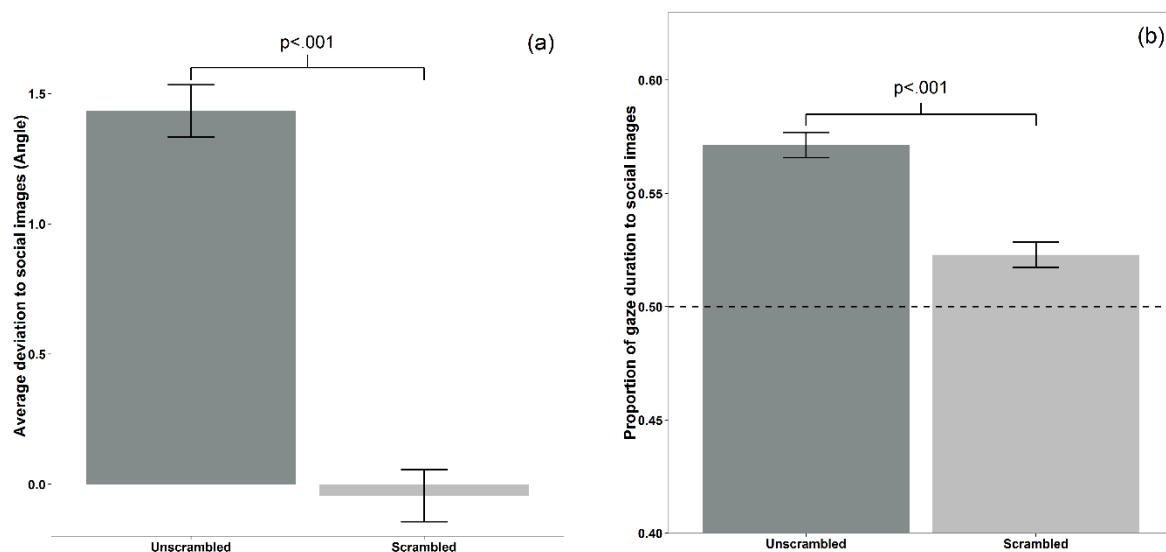 (a)
p<.001
Average deviation to social images (Angle)
1.5
1.0
0.5
0.0
Unscrambled
Scrambled
(b)
p<.001
Proportion of gaze duration to social images
0.60
0.55
0.50
0.45
0.40
Unscrambled
Scrambled